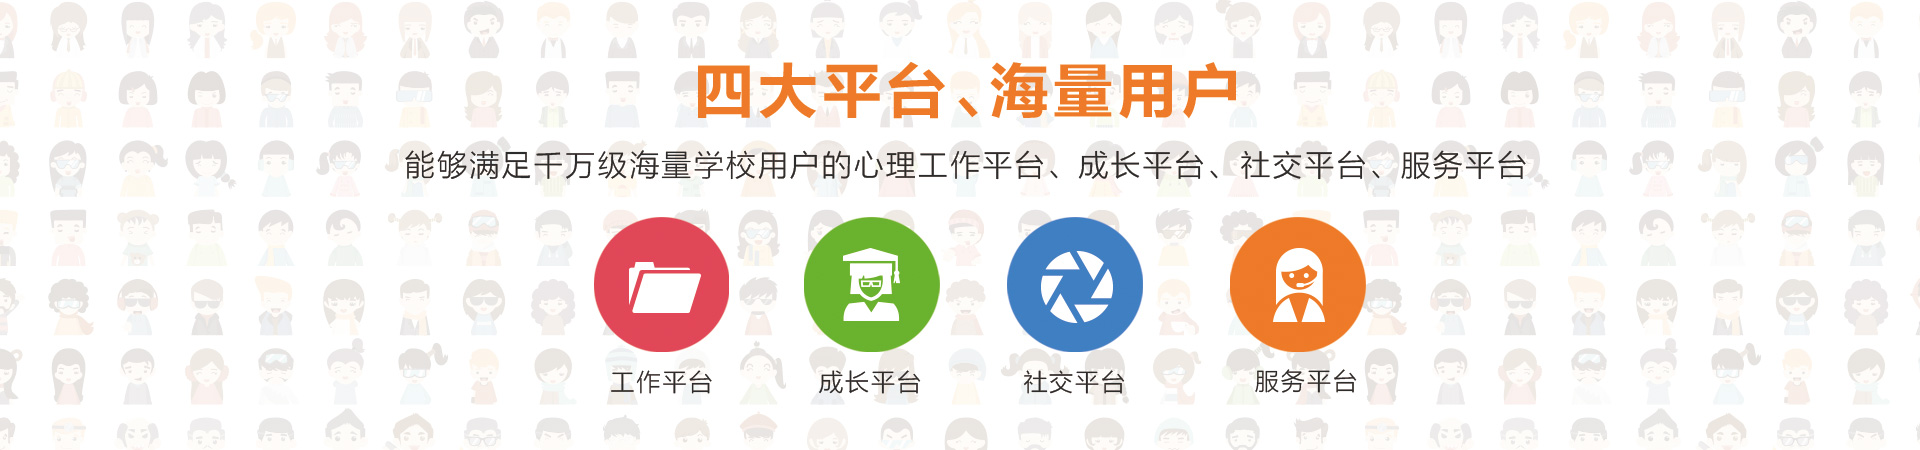 四大平台、海量用户
能够满足千万级海量学校用户的心理工作平台、成长平台、社交平台、服务平台
工作平台
成长平台
社交平台
服务平台